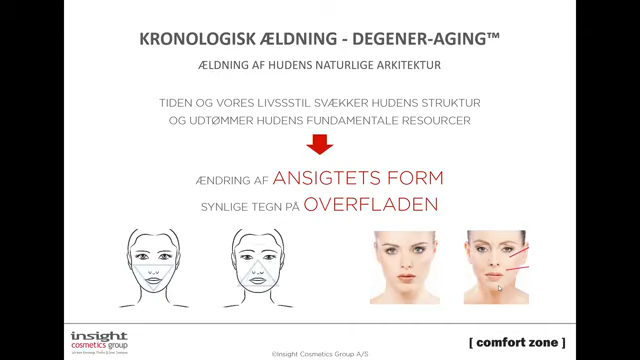 KRONOLOGISK ÆLDNING - DEGENER-AGING™
ÆLDNING AF HUDENS NATURLIGE ARKITEKTUR
TIDEN OG VORES LIVSSSTIL SVÆKKER HUDENS STRUKTUR
OG UDTØMMER HUDENS FUNDAMENTALE RESOURCER
ÆNDRING AF ANSIGTETS FORM
SYNLIGE TEGN PÅ OVERFLADEN
insight
cosmetics group
[ comfort zone ]
©Insight Cosmetics Group A/S